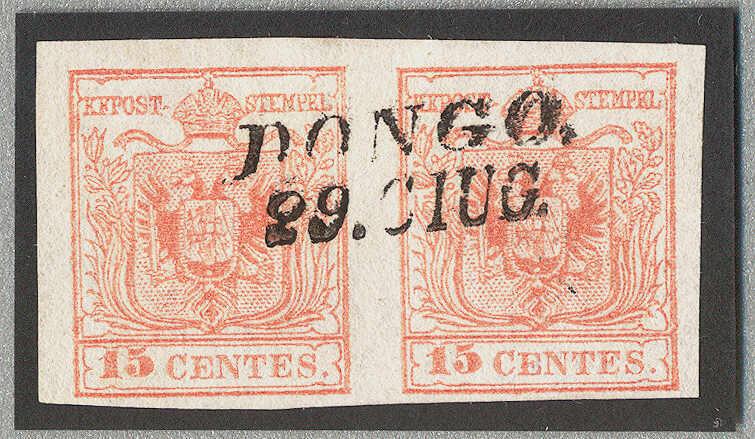 KKPOST-STEMPEL KKPOST-STEMPEL
DONGO.
29. GIUG.
15 CENTES. 15 CENTES.